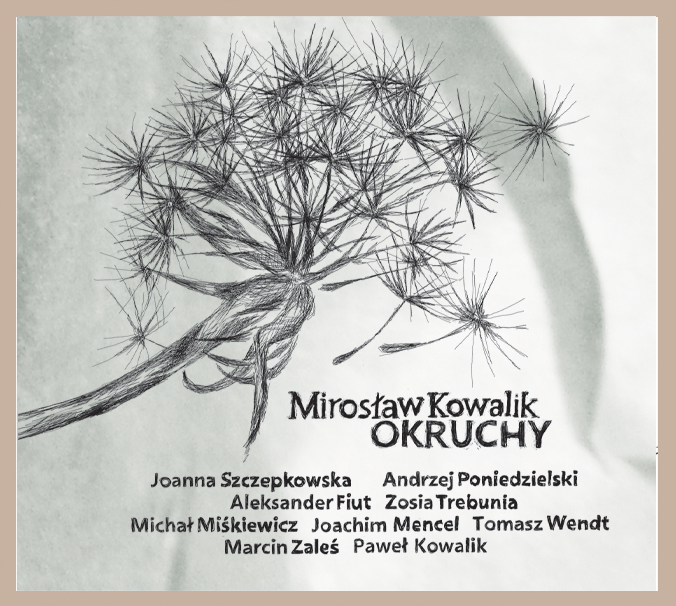 Mirosław Kowalik
OKRUCHY
Joanna Szczepkowska Andrzej Poniedzielski
Aleksander Fiut Zosia Trebunia
Michał Miśkiewicz Joachim Mencel Tomasz Wendt
Marcin Zaleś Paweł Kowalik